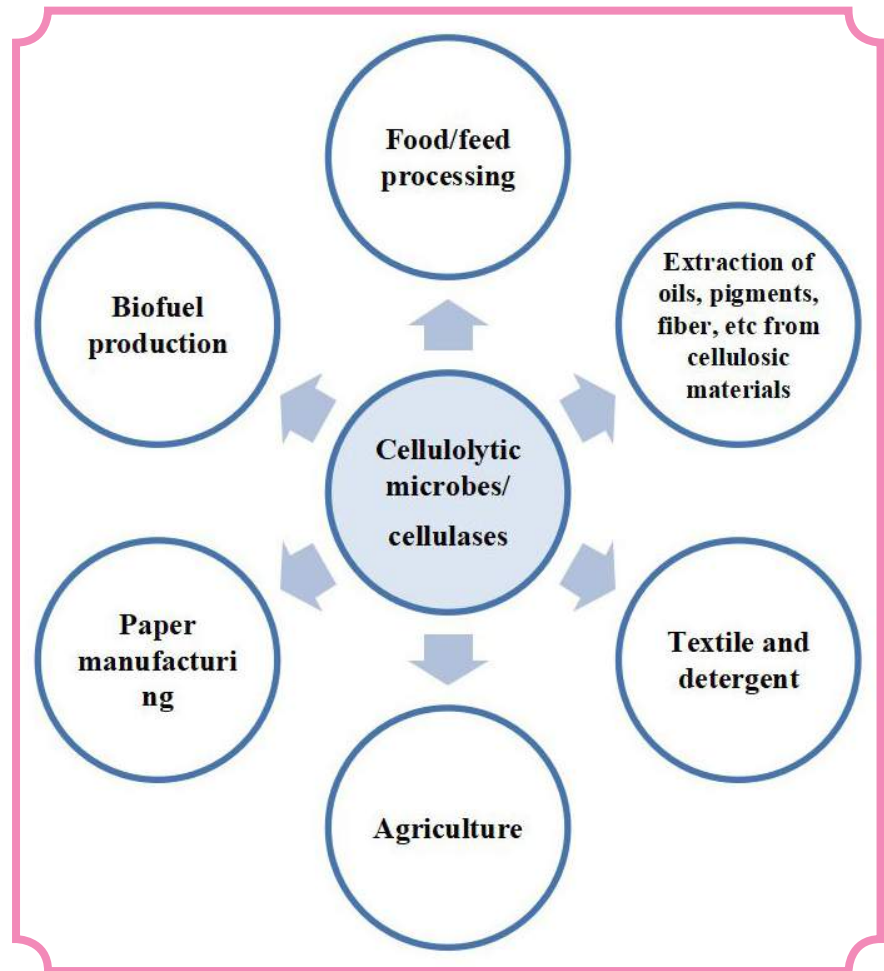 Food/feed
processing
Extraction of
oils, pigments,
fiber, etc from
cellulosic
materials
Textile and
detergent
Agriculture
Paper
manufacturi
ng
Biofuel
production
Cellulolytic
microbes/
cellulases